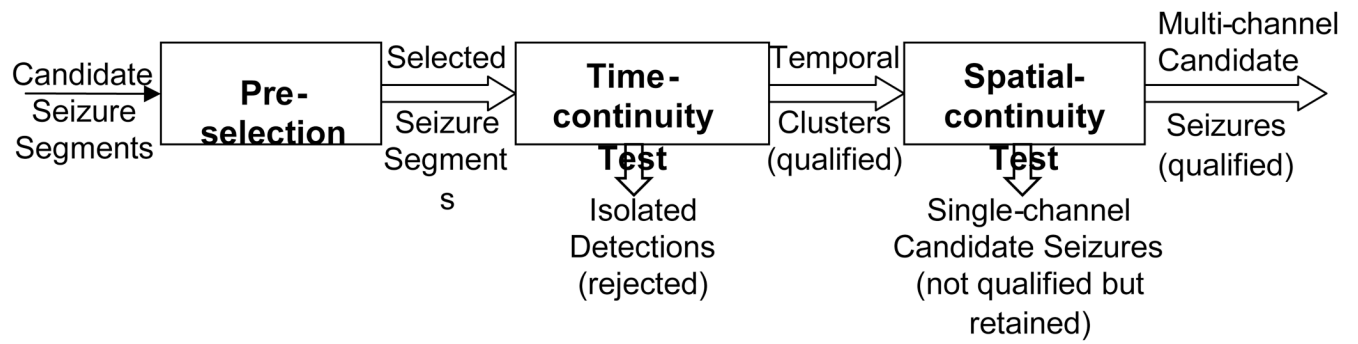 Candidate
Seizure
Segments
Pre-
selection
Selected
Seizure
Segment
s
Time-
continuity
Test
Isolated
Detections
(rejected)
Temporal
Clusters
(qualified)
Spatial-
continuity
Test
Single-channel
Candidate Seizures
(not qualified but
retained)
Multi-channel
Candidate
Seizures
(qualified)